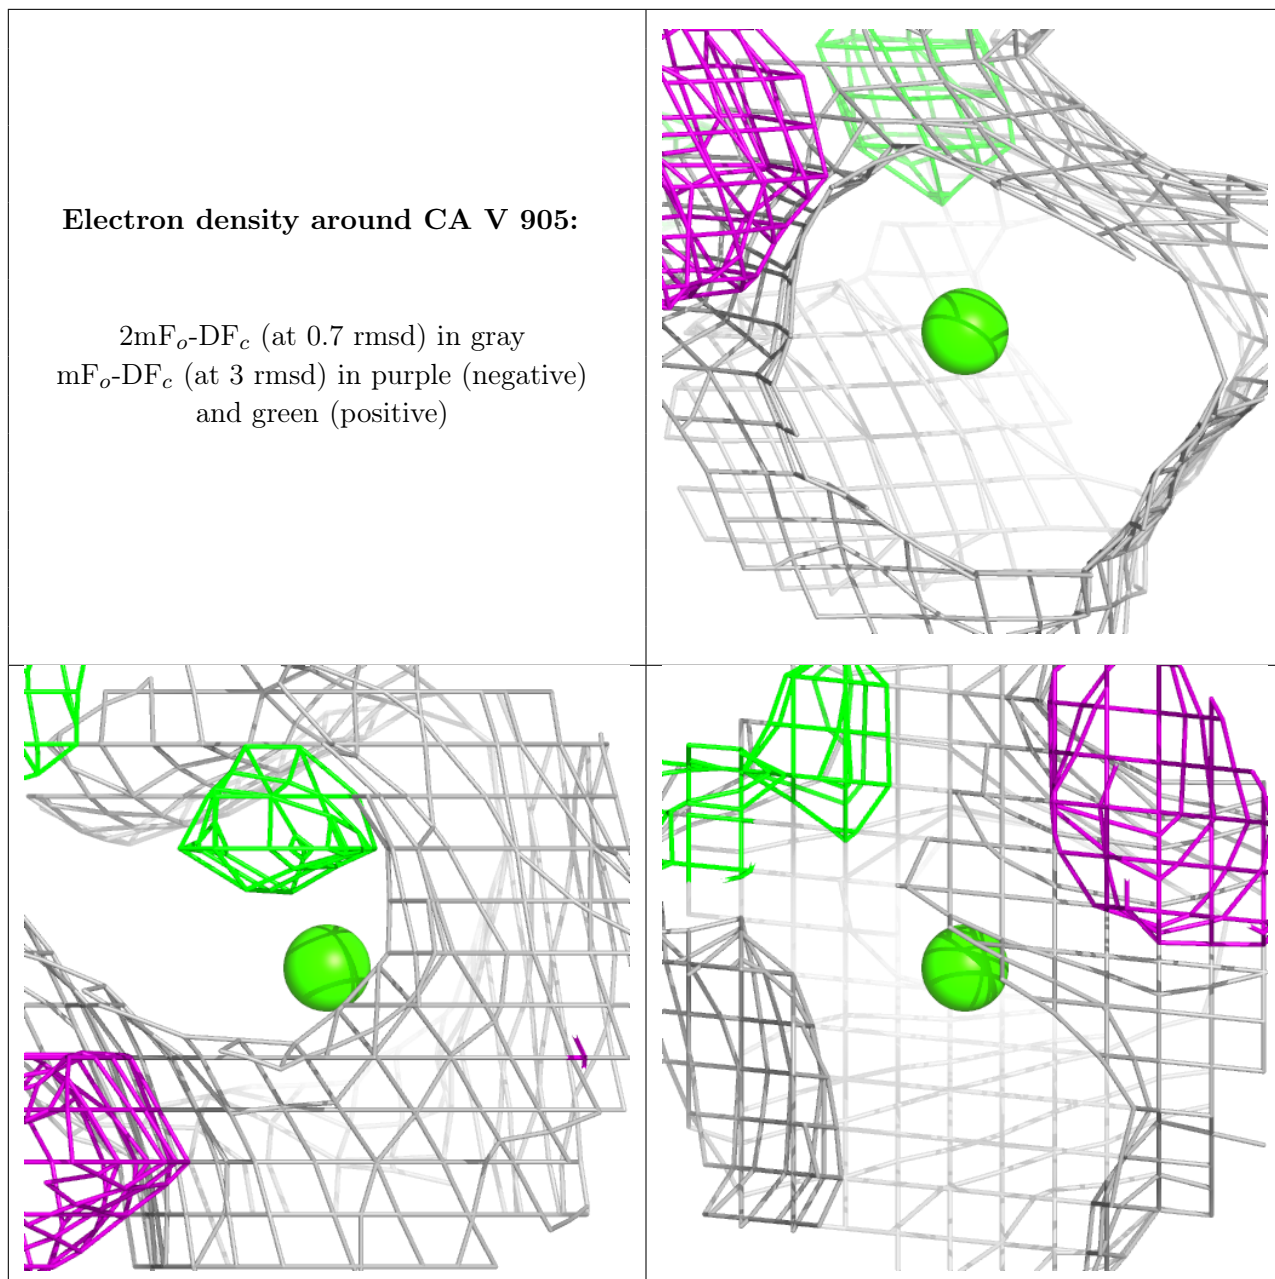 Electron density around CA V 905:
2mFo-DFc (at 0.7 rmsd) in gray
mFo-DFc (at 3 rmsd) in purple (negative)
and green (positive)